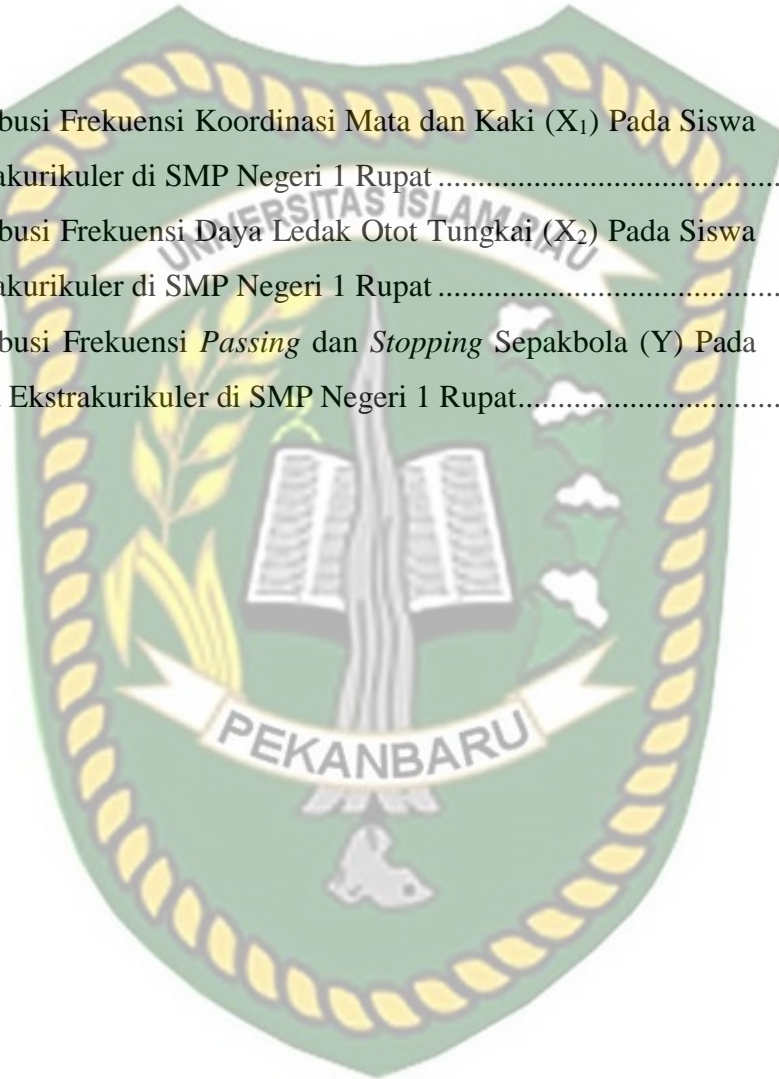 busi Frekuensi Koordinasi Mata dan Kaki (X₁) Pada Siswa
akurikuler di SMP Negeri 1 Rupat ......................................
UNIVERSITAS ISLAM RIAU
busi Frekuensi Daya Ledak Otot Tungkai (X₂) Pada Siswa
akurikuler di SMP Negeri 1 Rupat ......................................
busi Frekuensi Passing dan Stopping Sepakbola (Y) Pada
Ekstrakurikuler di SMP Negeri 1 Rupat.............................
PEKANBARU